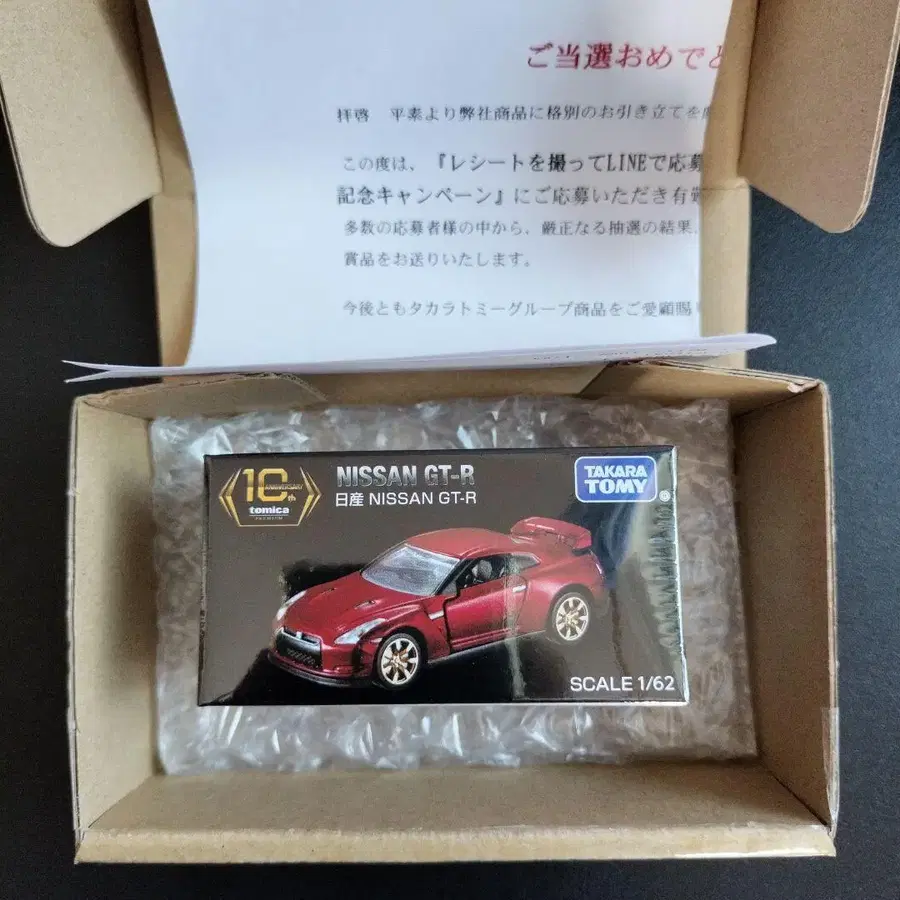 ご当選おめでと
拝啓 平素より弊社商品に格別のお引き立てを
この度は、『レシートを撮ってLINEで応募
記念キャンペーン』にご応募いただき有難
多数の応募者様の中から、厳正なる抽選の結果、
賞品をお送りいたします。
今後ともタカラトミーグループ商品をご愛顧賜り
10th
ANNIVERSARY
tomica
PREMIUM
NISSAN GT-R
日産 NISSAN GT-R
TAKARA
TOMY
SCALE 1/62